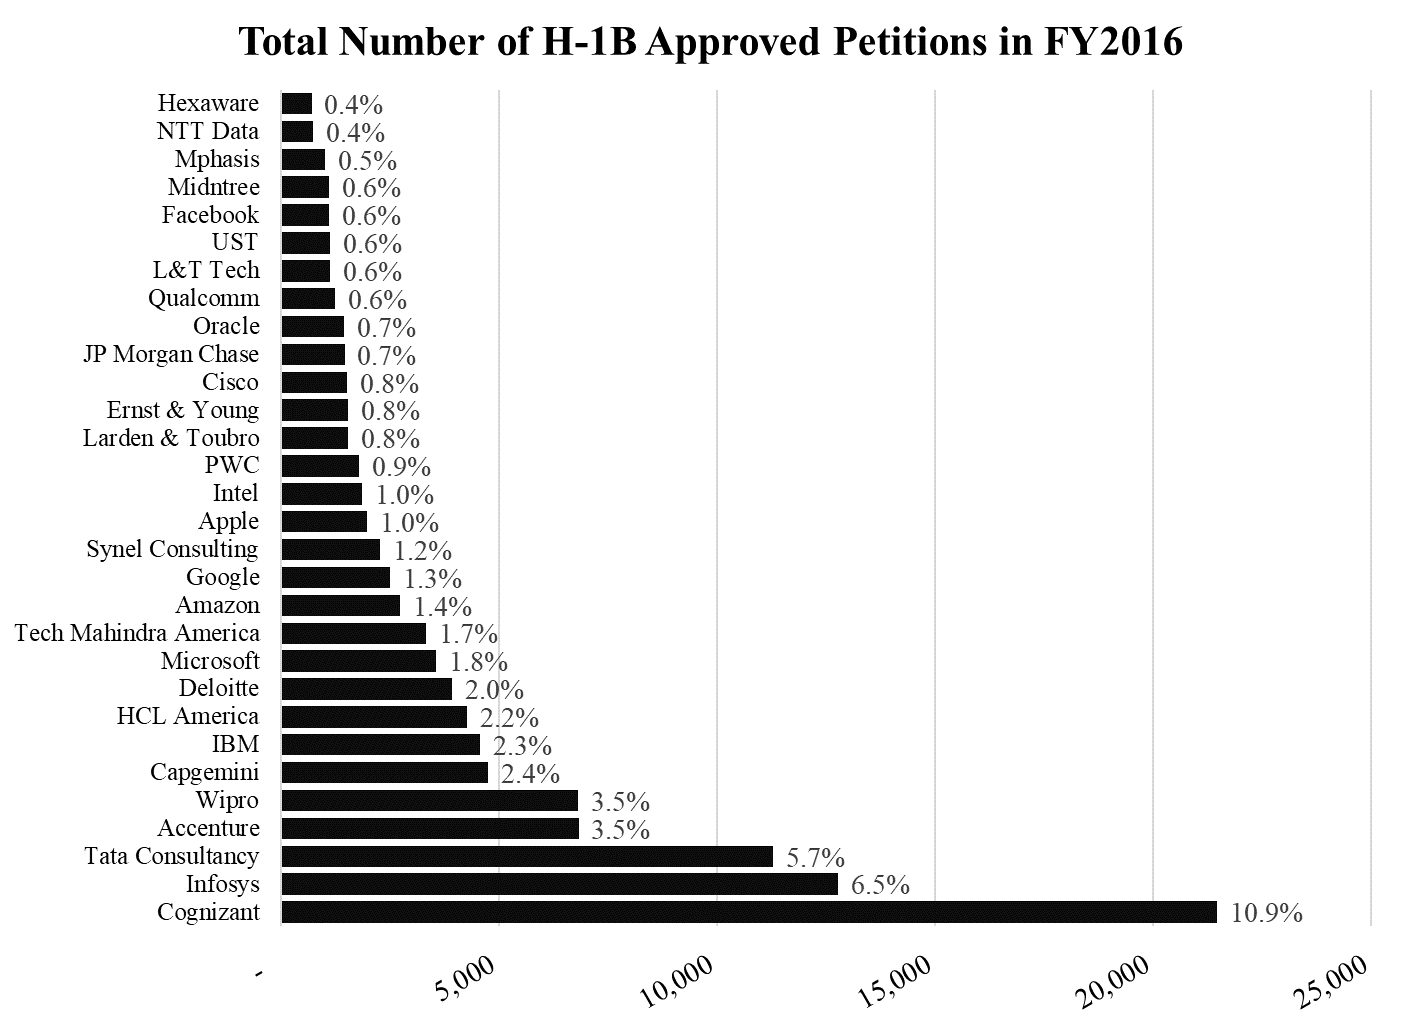 Total Number of H-1B Approved Petitions in FY2016
Hexaware 0.4%
NTT Data 0.4%
Mphasis 0.5%
Midntree 0.6%
Facebook 0.6%
UST 0.6%
L&T Tech 0.6%
Qualcomm 0.6%
Oracle 0.7%
JP Morgan Chase 0.7%
Cisco 0.8%
Ernst & Young 0.8%
Larden & Toubro 0.8%
PWC 0.9%
Intel 1.0%
Apple 1.0%
Synel Consulting 1.2%
Google 1.3%
Amazon 1.4%
Tech Mahindra America 1.7%
Microsoft 1.8%
Deloitte 2.0%
HCL America 2.2%
IBM 2.3%
Capgemini 2.4%
Wipro 3.5%
Accenture 3.5%
Tata Consultancy 5.7%
Infosys 6.5%
Cognizant 10.9%
- 5,000 10,000 15,000 20,000 25,000